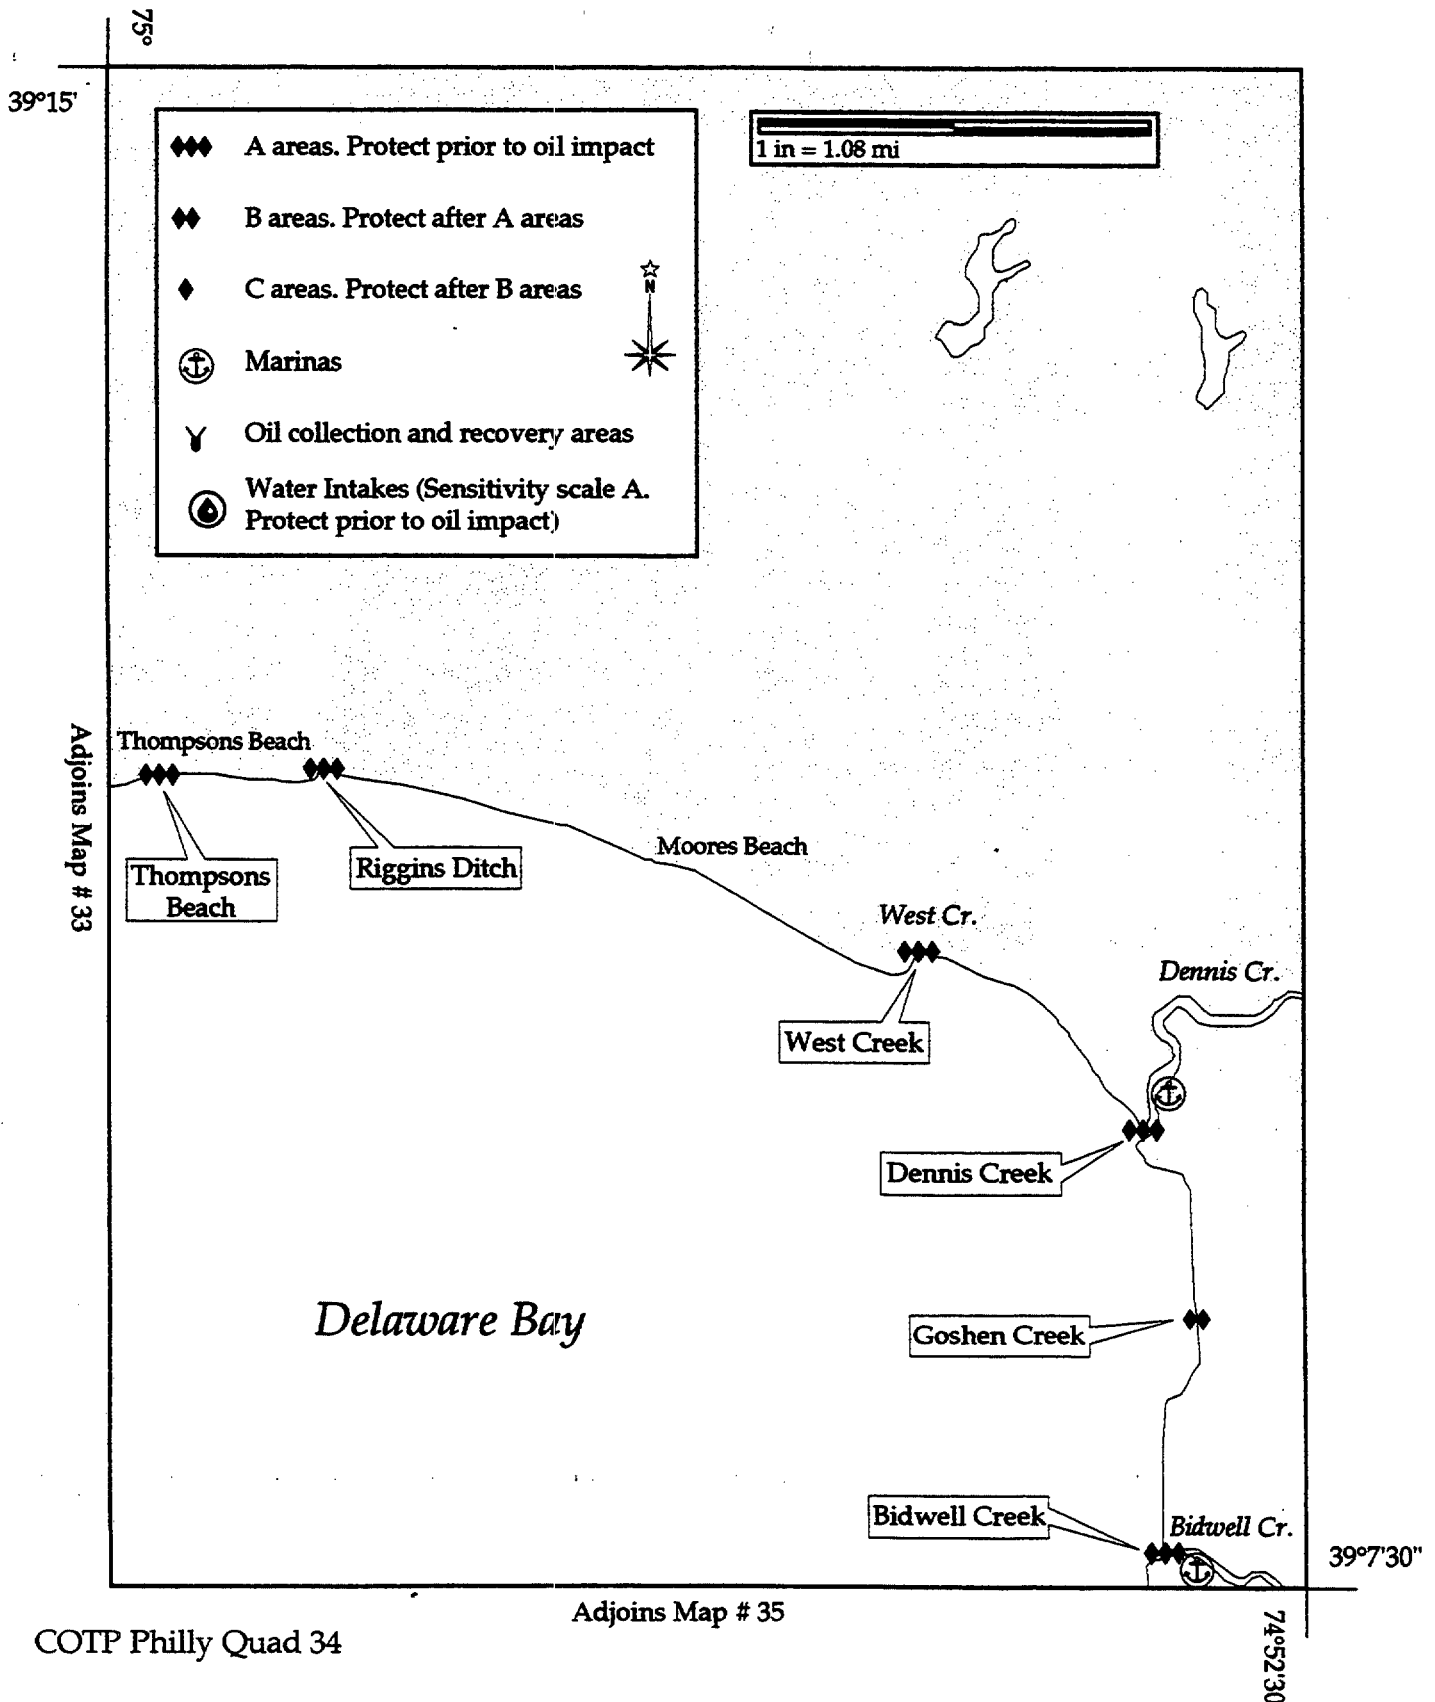 75°
39°15'
A areas. Protect prior to oil impact
1 in = 1.08 mi
B areas. Protect after A areas
C areas. Protect after B areas
N
Marinas
Oil collection and recovery areas
Water Intakes (Sensitivity scale A.
Protect prior to oil impact)
Adjoins Map # 33
Thompsons Beach
Thompsons
Beach
Riggins Ditch
Moores Beach
West Cr.
West Creek
Dennis Cr.
Dennis Creek
Delaware Bay
Goshen Creek
Bidwell Creek
Bidwell Cr.
39°7'30"
Adjoins Map # 35
COTP Philly Quad 34
74°52'30